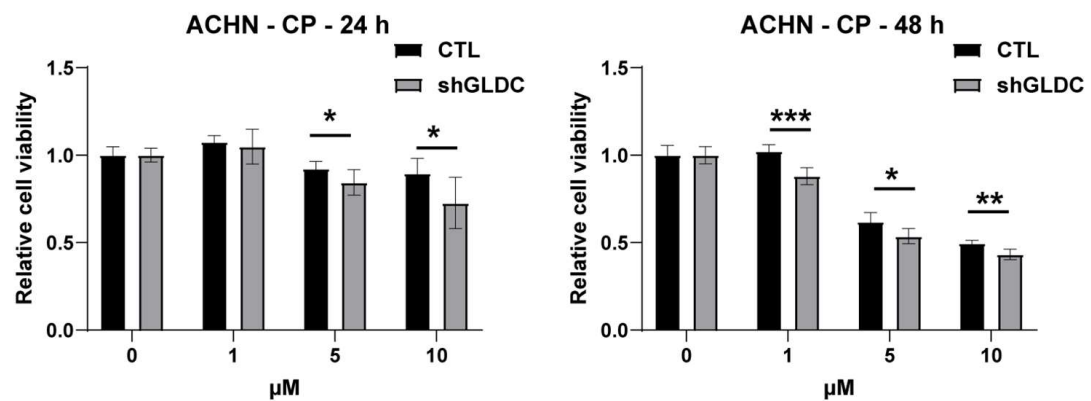 ACHN - CP - 24 h
CTL
shGLDC
Relative cell viability
1.5
1.0
0.5
0.0
*
*
0 1 5 10
µM
ACHN - CP - 48 h
CTL
shGLDC
Relative cell viability
1.5
1.0
0.5
0.0
***
*
**
0 1 5 10
µM